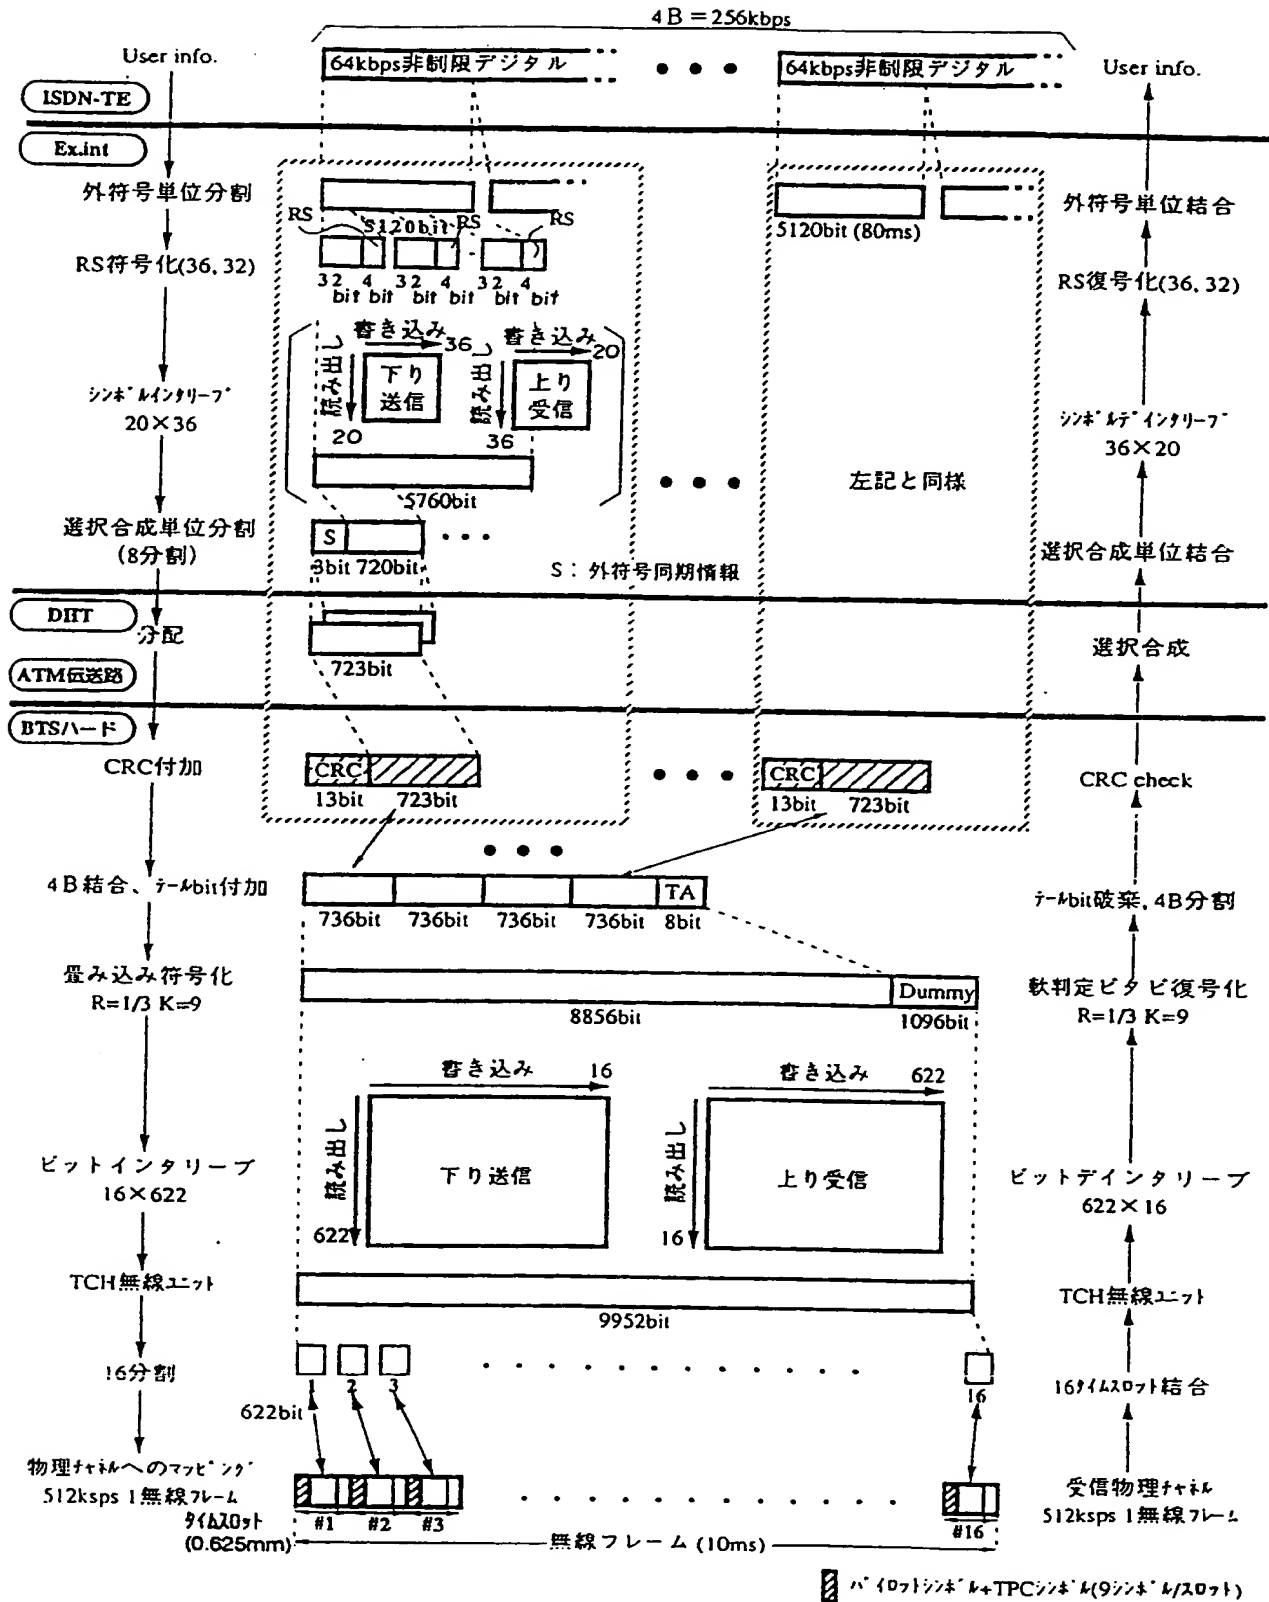 4B=256kbps
User info.
64kbps非制限デジタル
64kbps非制限デジタル
User info.
ISDN-TE
Ex.int
外符号単位分割
RS
S120bit
RS
RS
5120bit (80ms)
外符号単位結合
RS符号化(36, 32)
32bit
4bit
32bit
4bit
32bit
4bit
RS復号化(36, 32)
書き込み
36
読み出し
下り送信
20
書き込み
20
読み出し
上り受信
36
シンボルインタリーブ
20×36
シンボルデインタリーブ
36×20
5760bit
左記と同様
選択合成単位分割
(8分割)
S
3bit 720bit
S: 外符号同期情報
選択合成単位結合
DHT
分配
723bit
選択合成
ATM伝送路
BTSハード
CRC付加
CRC
13bit
723bit
CRC
13bit
723bit
CRC check
4B結合、テールbit付加
TA
736bit
736bit
736bit
736bit
8bit
テールbit破棄, 4B分割
畳み込み符号化
R=1/3 K=9
Dummy
8856bit
1096bit
軟判定ビタビ復号化
R=1/3 K=9
書き込み
16
読み出し
下り送信
622
書き込み
622
読み出し
上り受信
16
ビットインタリーブ
16×622
ビットデインタリーブ
622×16
TCH無線ユニット
9952bit
TCH無線ユニット
16分割
1
2
3
16
622bit
16タイムスロット結合
物理チャネルへのマッピング
512ksps 1無線フレーム
タイムスロット
(0.625mm)
#1
#2
#3
#16
無線フレーム (10ms)
受信物理チャネル
512ksps 1無線フレーム
パイロットシンボル+TPCシンボル(9シンボル/スロット)